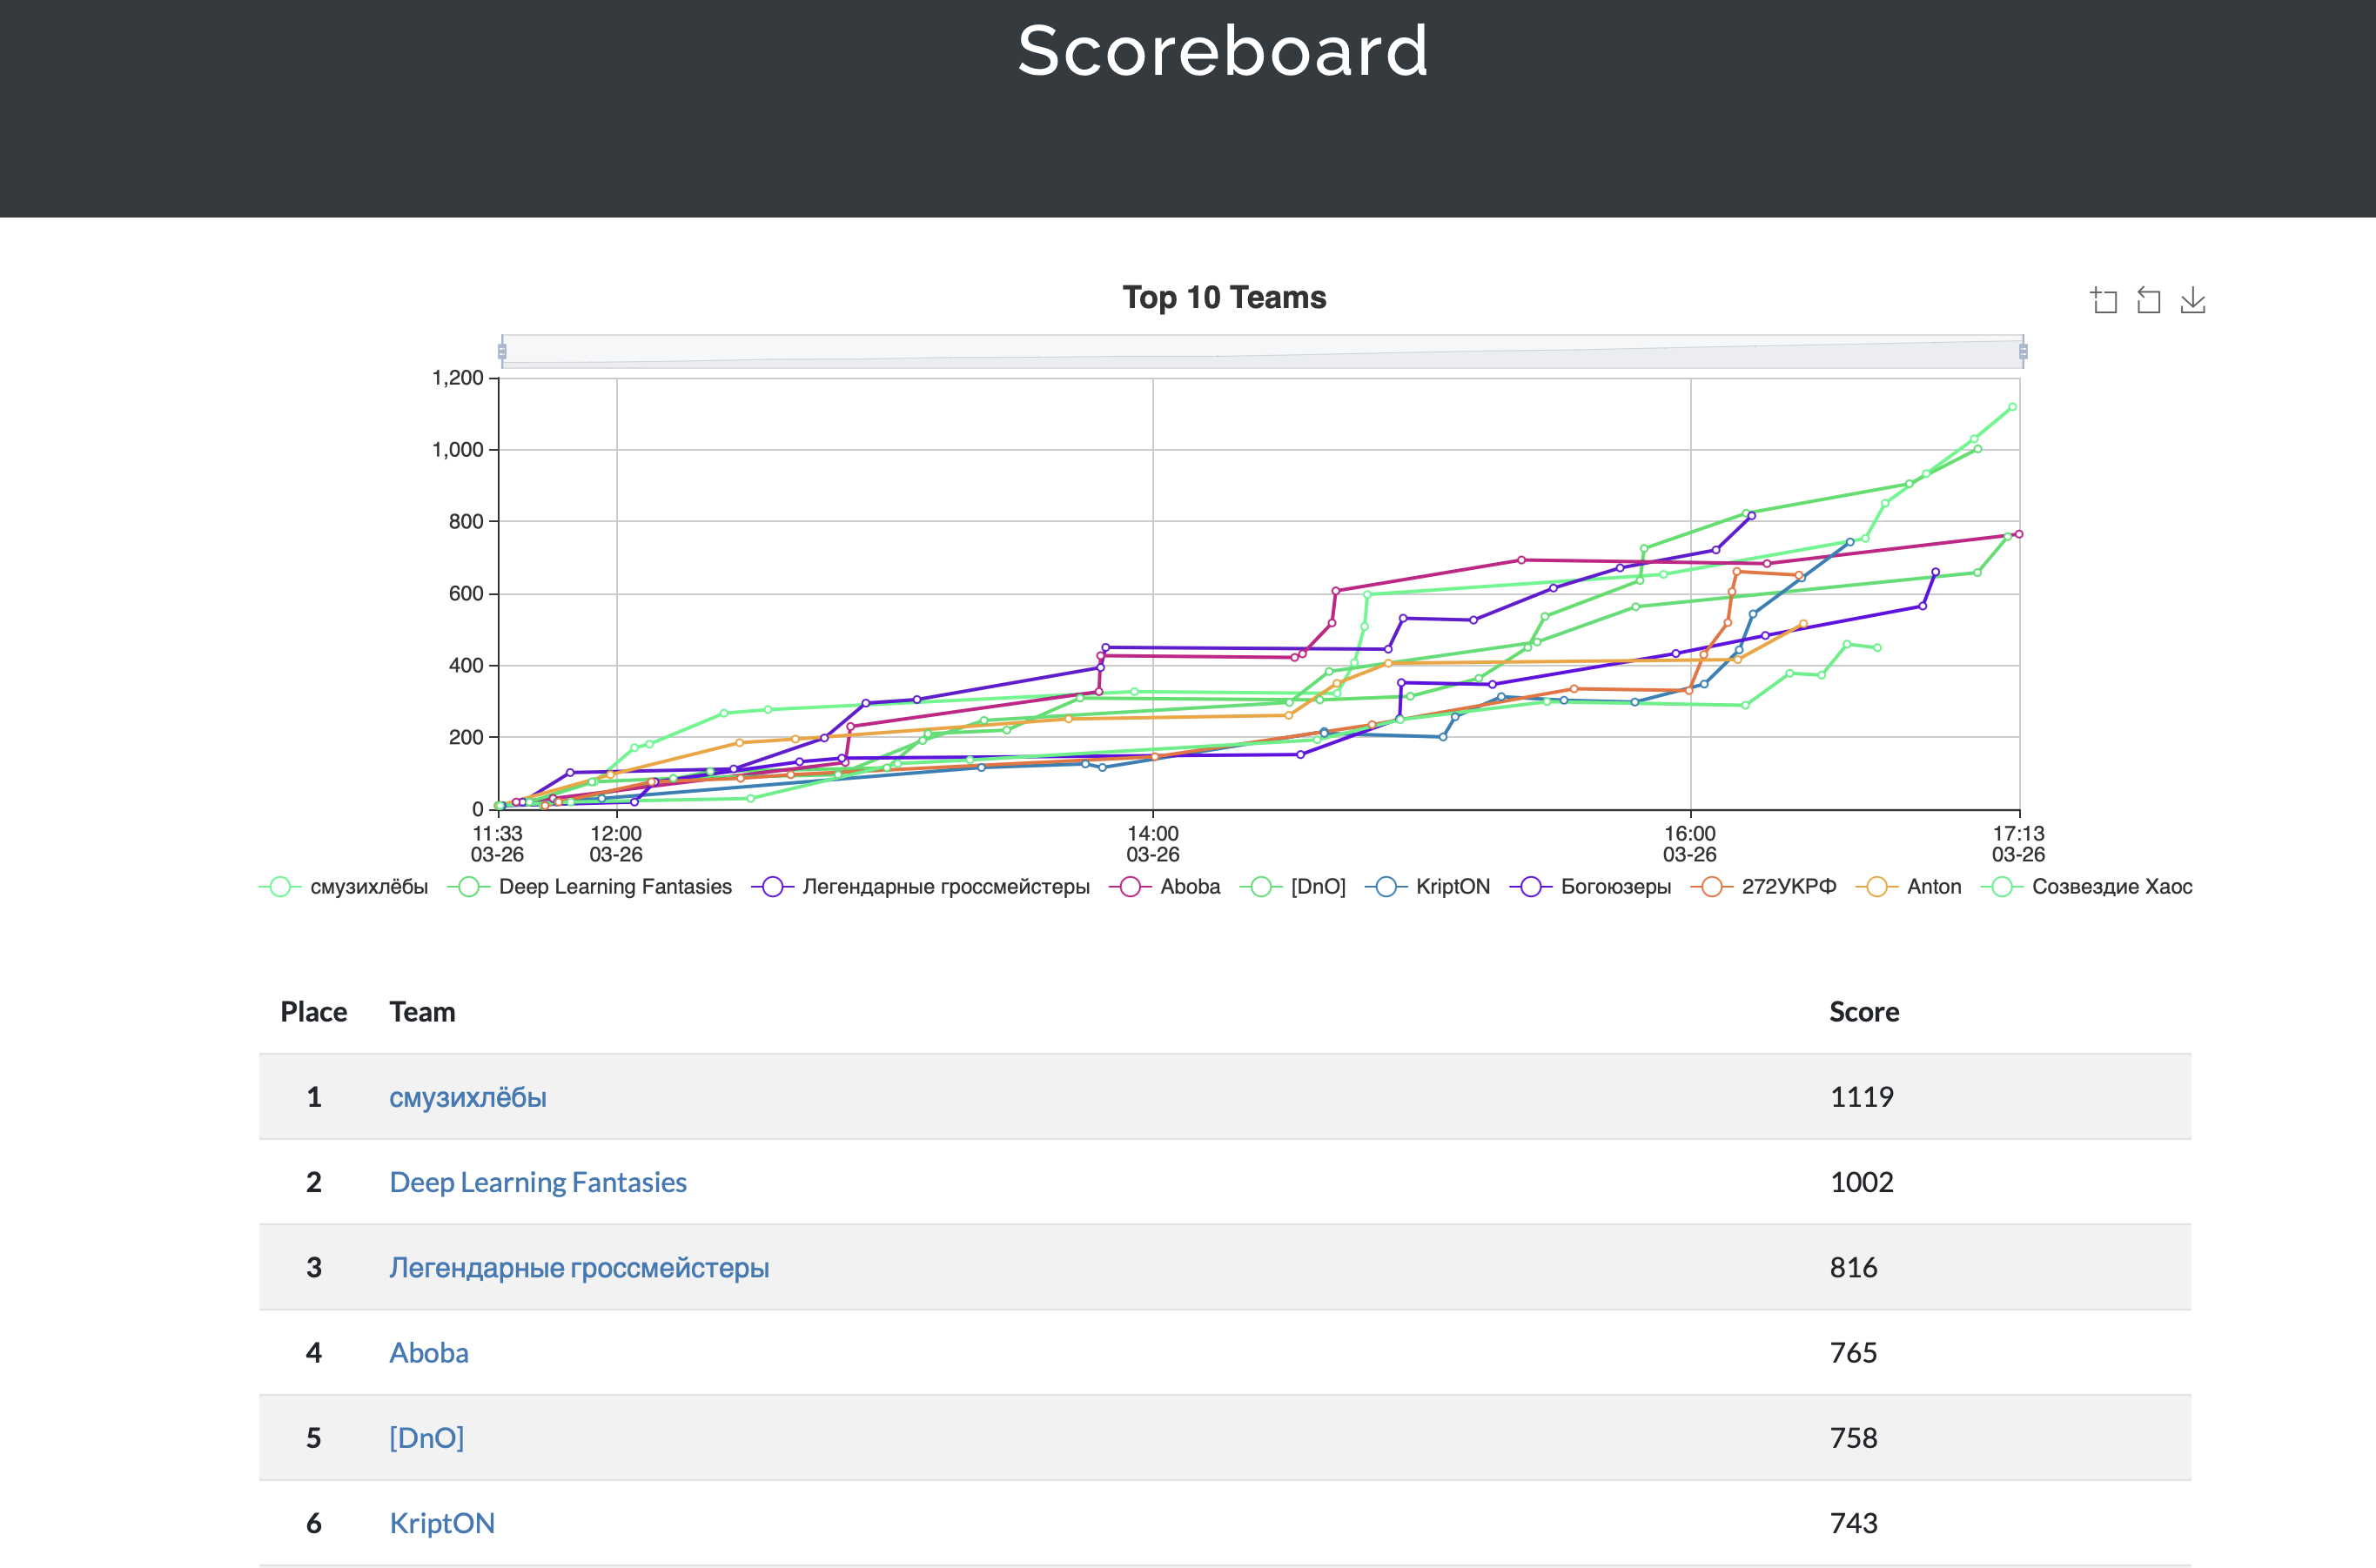 Scoreboard
Top 10 Teams
1,200
1,000
800
600
400
200
0
11:33 12:00 14:00 16:00 17:13
03-26 03-26 03-26 03-26 03-26
смузихлёбы Deep Learning Fantasies Легендарные гроссмейстеры Aboba [DnO] KriptON Богоюзеры 272УКРФ Anton Созвездие Хаос
Place Team Score
1 смузихлёбы 1119
2 Deep Learning Fantasies 1002
3 Легендарные гроссмейстеры 816
4 Aboba 765
5 [DnO] 758
6 KriptON 743